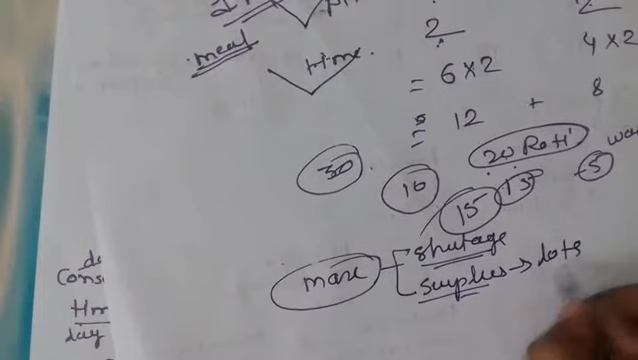 meal
Hme.
2
= 6 x 2
4 x 2
= 12 + 8
20 Roti
30
10
15
13
5
more
shutage
surplus → lots
Hm
day